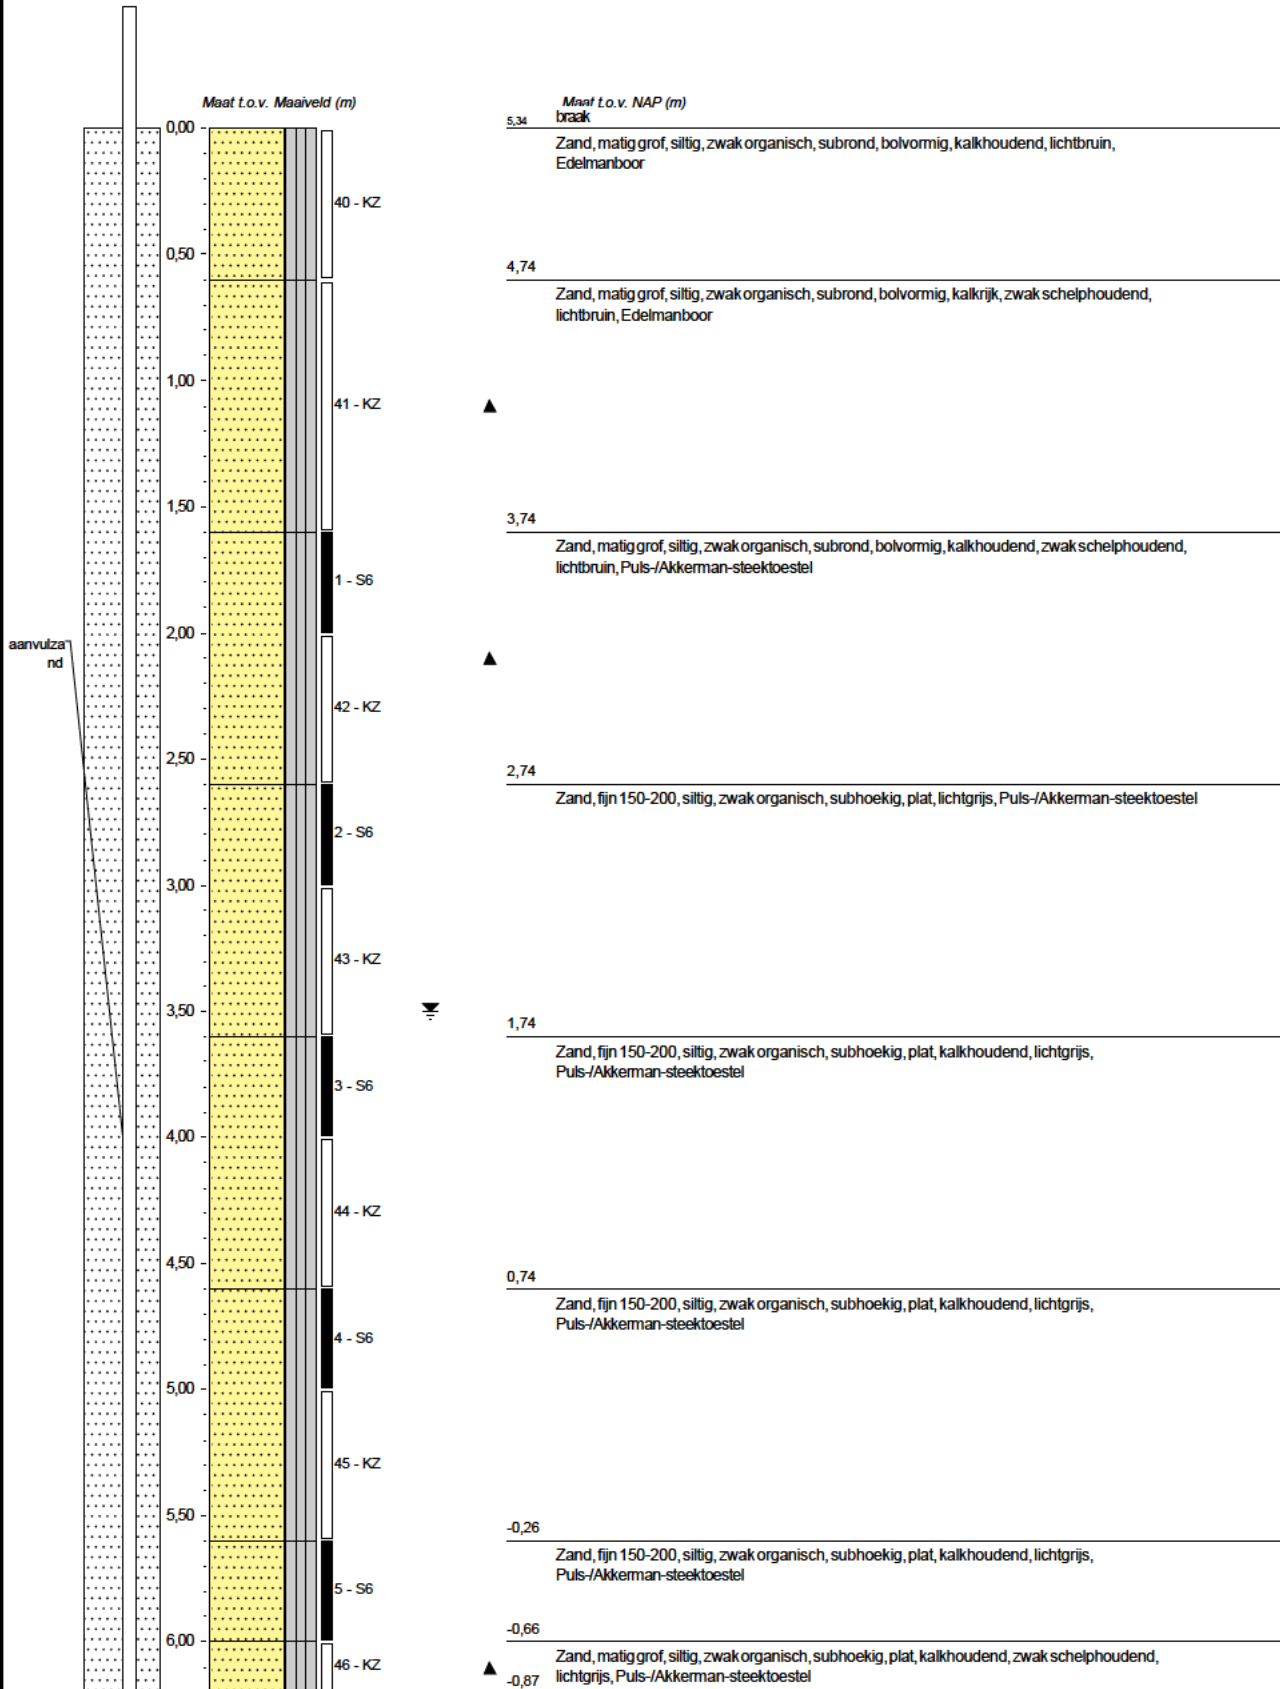 Maat t.o.v. Maaiveld (m)
Maat t.o.v. NAP (m)
5,34 braak
0,00
Zand, matig grof, siltig, zwak organisch, subrond, bolvormig, kalkhoudend, lichtbruin,
Edelmanboor
40 - KZ
0,50
4,74
Zand, matig grof, siltig, zwak organisch, subrond, bolvormig, kalkrijk, zwak schelphoudend,
lichtbruin, Edelmanboor
1,00
41 - KZ
1,50
3,74
Zand, matig grof, siltig, zwak organisch, subrond, bolvormig, kalkhoudend, zwak schelphoudend,
lichtbruin, Puls-/Akkerman-steektoestel
1 - S6
2,00
aanvulza
nd
42 - KZ
2,50
2,74
Zand, fijn 150-200, siltig, zwak organisch, subhoekig, plat, lichtgrijs, Puls-/Akkerman-steektoestel
2 - S6
3,00
43 - KZ
3,50
1,74
Zand, fijn 150-200, siltig, zwak organisch, subhoekig, plat, kalkhoudend, lichtgrijs,
Puls-/Akkerman-steektoestel
3 - S6
4,00
44 - KZ
4,50
0,74
Zand, fijn 150-200, siltig, zwak organisch, subhoekig, plat, kalkhoudend, lichtgrijs,
Puls-/Akkerman-steektoestel
4 - S6
5,00
45 - KZ
5,50
-0,26
Zand, fijn 150-200, siltig, zwak organisch, subhoekig, plat, kalkhoudend, lichtgrijs,
Puls-/Akkerman-steektoestel
5 - S6
-0,66
6,00
Zand, matig grof, siltig, zwak organisch, subhoekig, plat, kalkhoudend, zwak schelphoudend,
46 - KZ
-0,87 lichtgrijs, Puls-/Akkerman-steektoestel